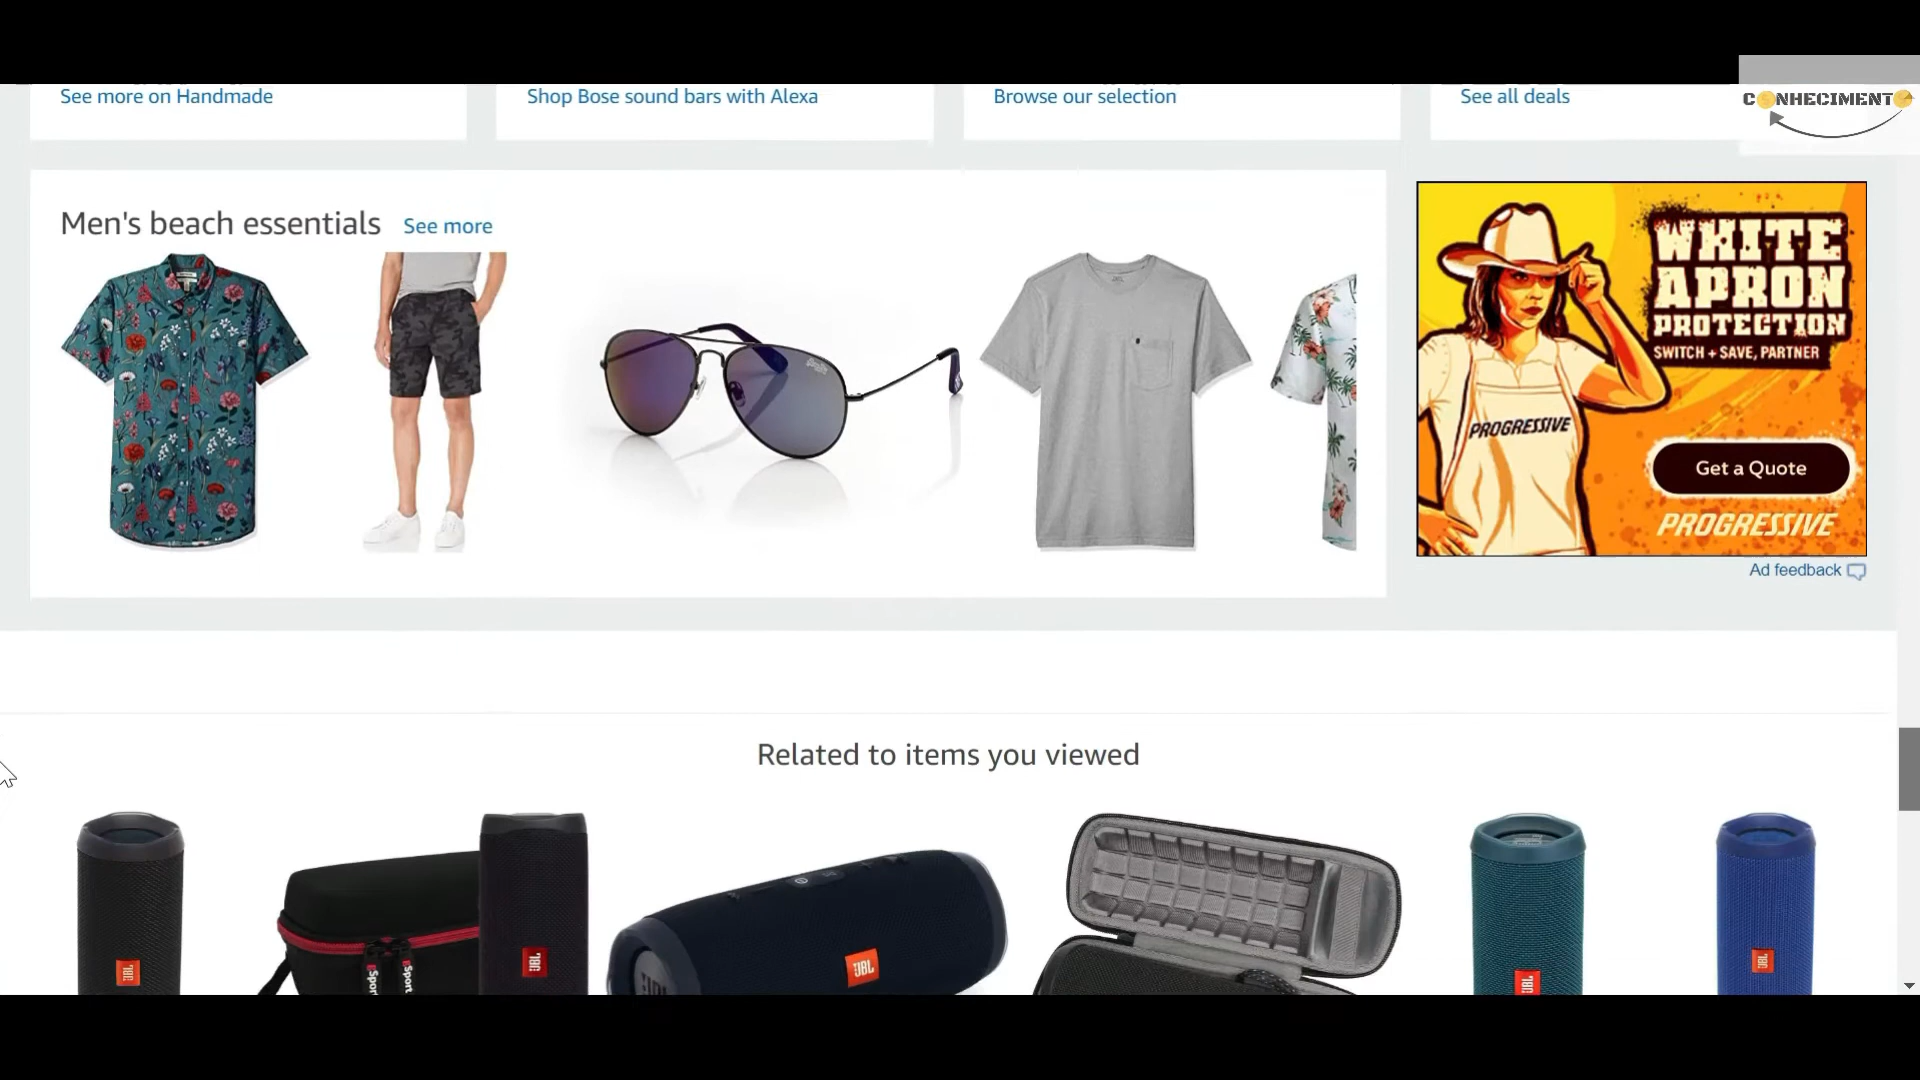 See more on Handmade
Shop Bose sound bars with Alexa
Browse our selection
See all deals
CONHECIMENTO
Men's beach essentials See more
WHITE
APRON
PROTECTION
SWITCH + SAVE, PARTNER
PROGRESSIVE
Get a Quote
PROGRESSIVE
Ad feedback
Related to items you viewed
JBL
JBL
JBL
JBL
JBL